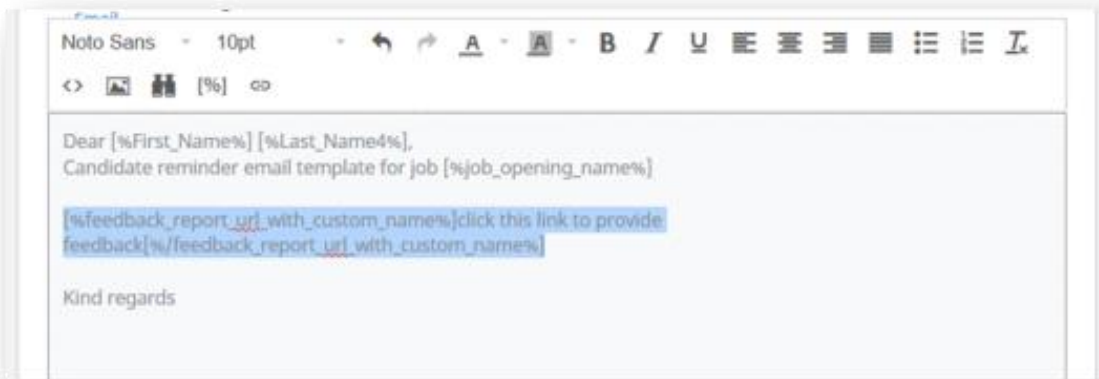 Email
Noto Sans 10pt A A B I U
[%]
Dear [%First_Name%] [%Last_Name4%],
Candidate reminder email template for job [%job_opening_name%]
[%feedback_report_url_with_custom_name%]click this link to provide
feedback[%/feedback_report_url_with_custom_name%]
Kind regards